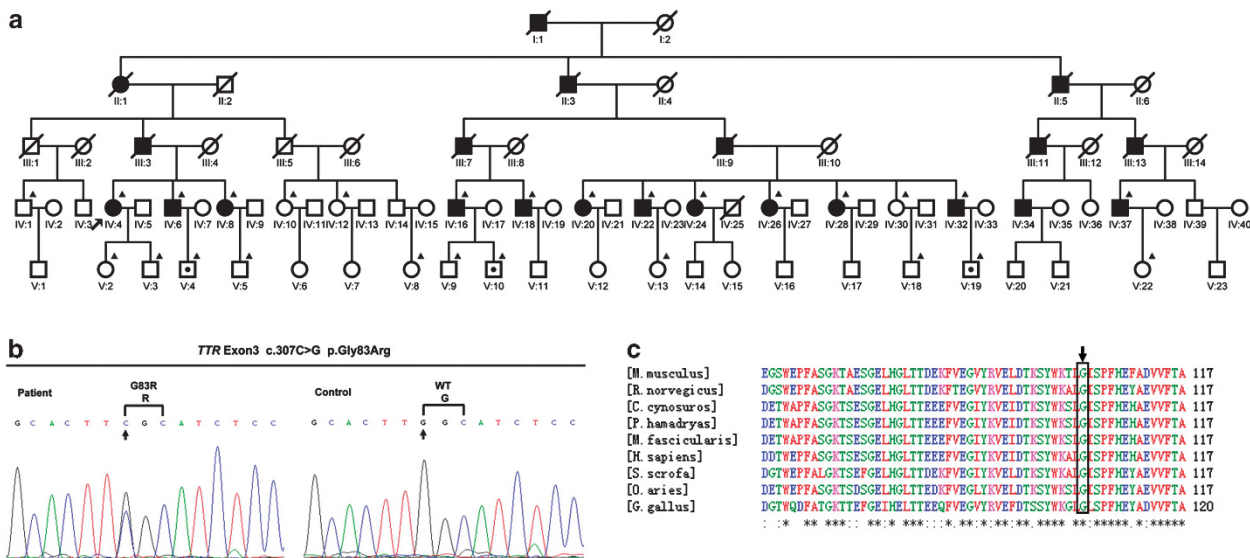 a
I:1 I:2
II:1 II:2 II:3 II:4 II:5 II:6
III:1 III:2 III:3 III:4 III:5 III:6 III:7 III:8 III:9 III:10 III:11 III:12 III:13 III:14
IV:1 IV:2 IV:3 IV:4 IV:5 IV:6 IV:7 IV:8 IV:9 IV:10 IV:11 IV:12 IV:13 IV:14 IV:15 IV:16 IV:17 IV:18 IV:19 IV:20 IV:21 IV:22 IV:23 IV:24 IV:25 IV:26 IV:27 IV:28 IV:29 IV:30 IV:31 IV:32 IV:33 IV:34 IV:35 IV:36 IV:37 IV:38 IV:39 IV:40
V:1 V:2 V:3 V:4 V:5 V:6 V:7 V:8 V:9 V:10 V:11 V:12 V:13 V:14 V:15 V:16 V:17 V:18 V:19 V:20 V:21 V:22 V:23
b
TTR Exon3 c.307C>G p.Gly83Arg
Patient G83R Control WT
R G
G C A C T T C G C A T C T C C G C A C T T G G C A T C T C C
c
[M. musculus] EGSWEPFASGKTAESGELHGLTTDEKFVEGVYRVELDTKSYWKTLGISPFHEFADVVFTA 117
[R. norvegicus] DGSWEPFASGKTAESGELHGLTTDEKFTEGVYRVELDTKSYWKALGISPFHEYAEVVFTA 117
[C. cynosuros] DETWAPFASGKTSESGELHGLTTEEEFVEGIYKVEIDTKSYWKSLGISPFHEHAEVVFTA 117
[P. hamadryas] DETWAPFASGKTSESGELHGLTTEEEFVEGIYKVEIDTKSYWKSLGISPFHEHAEVVFTA 117
[M. fascicularis] DETWAPFASGKTSESGELHGLTTEEEFVEGIYKVEIDTKSYWKSLGISPFHEHAEVVFTA 117
[H. sapiens] DDTWEPFASGKTSESGELHGLTTEEEFVEGIYKVEIDTKSYWKALGISPFHEHAEVVFTA 117
[S. scrofa] DGTWEPFALGKTSEFGELHGLTTDEKFVEGIYKVELDTKSYWKALGISPFHEYAEVVFTA 117
[O. aries] DETWEPFASGKTSDSGELHGLTTEDKFVEGLYKVELDTKSYWKSLGISPFHEYAEVVFTA 117
[G. gallus] DGTWQDFATGKTTEFGEIHELTTEEQFVEGVYRVEFDTSSYWKGLGLSPFHEYADVVFTA 120